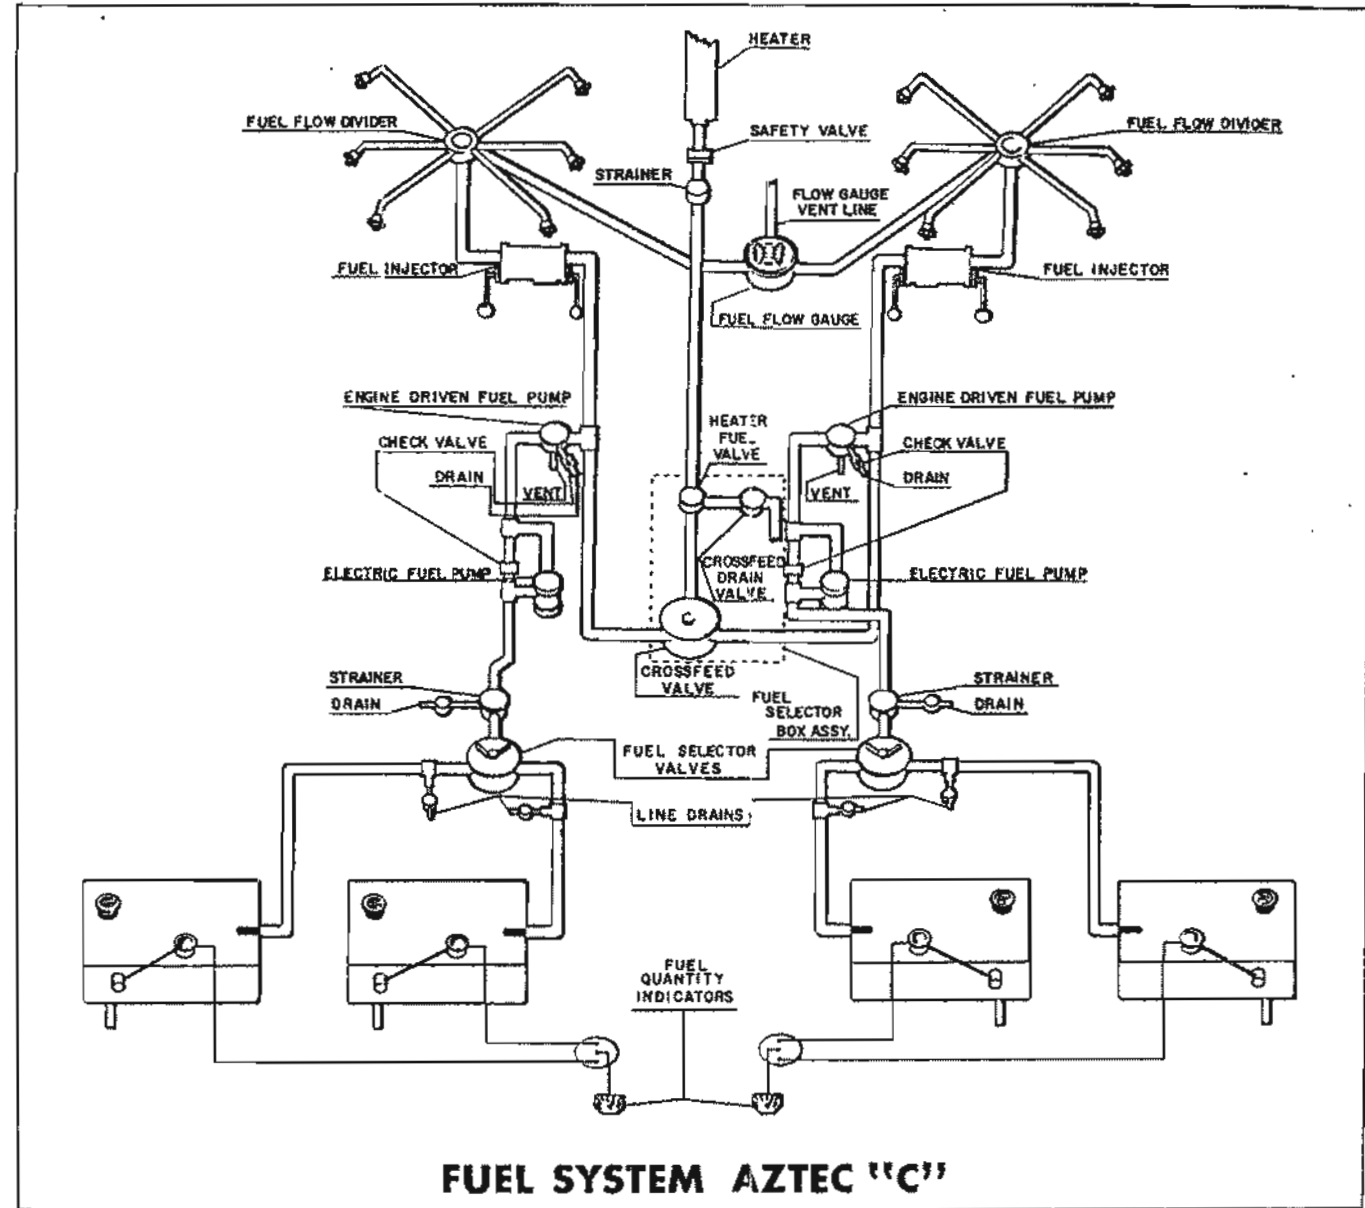 HEATER
FUEL FLOW DIVIDER
SAFETY VALVE
FUEL FLOW DIVIDER
STRAINER
FLOW GAUGE
VENT LINE
FUEL INJECTOR
FUEL INJECTOR
FUEL FLOW GAUGE
ENGINE DRIVEN FUEL PUMP
ENGINE DRIVEN FUEL PUMP
HEATER
FUEL
VALVE
CHECK VALVE
CHECK VALVE
DRAIN
VENT
VENT
DRAIN
CROSSFEED
DRAIN
VALVE
ELECTRIC FUEL PUMP
ELECTRIC FUEL PUMP
CROSSFEED
VALVE
STRAINER
STRAINER
DRAIN
FUEL
SELECTOR
BOX ASSY.
DRAIN
FUEL SELECTOR
VALVES
LINE DRAINS
FUEL
QUANTITY
INDICATORS
FUEL SYSTEM AZTEC "C"